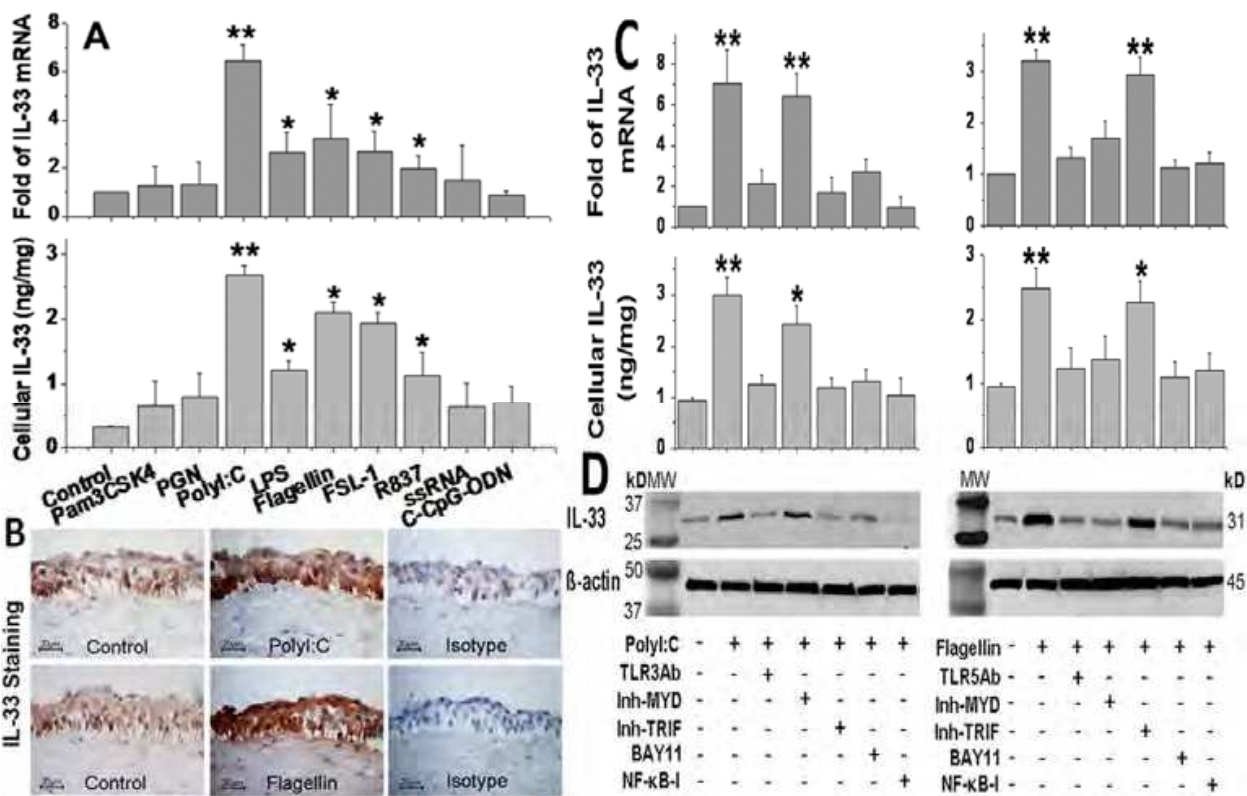 A
Fold of IL-33 mRNA
8
6
4
2
0
** * * * *
Cellular IL-33 (ng/mg)
3
2
1
0
** * * * *
Control
Pam3CSK4
PGN
PolyI:C
LPS
Flagellin
FSL-1
R837
ssRNA
C-CpG-ODN
B
IL-33 Staining
Control
PolyI:C
Isotype
Control
Flagellin
Isotype
C
Fold of IL-33
mRNA
8
6
4
2
0
** **
3
2
1
0
** **
Cellular IL-33
(ng/mg)
3
2
1
0
** *
3
2
1
0
** *
D
kD MW
37
IL-33
25
50
ß-actin
37
MW kD
31
45
PolyI:C - + + + + + +
TLR3Ab - - + - - - -
Inh-MYD - - - + - - -
Inh-TRIF - - - - + - -
BAY11 - - - - - + -
NF-κB-I - - - - - - +
Flagellin - + + + + + +
TLR5Ab - - + - - - -
Inh-MYD - - - + - - -
Inh-TRIF - - - - + - -
BAY11 - - - - - + -
NF-κB-I - - - - - - +